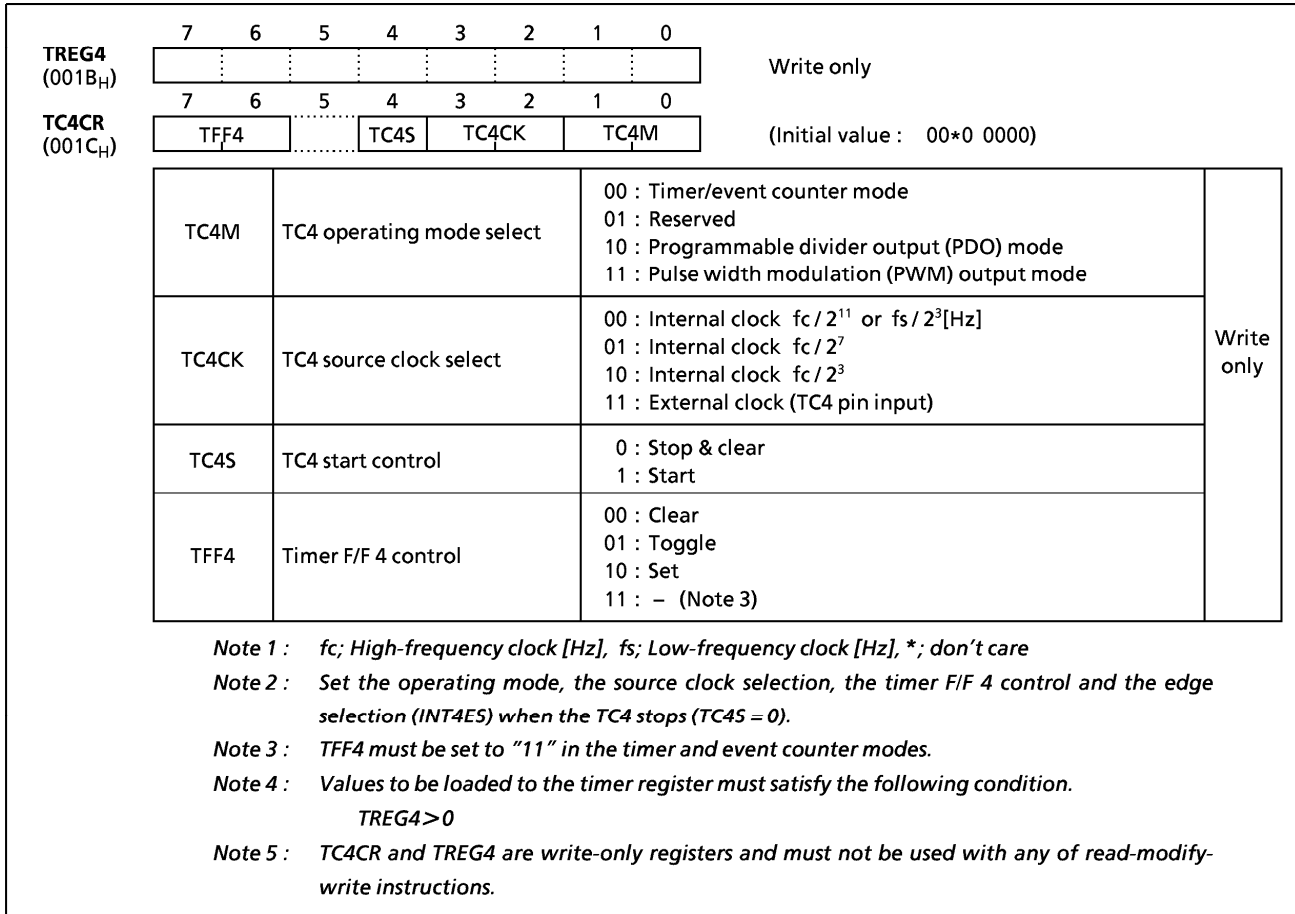 7 6 5 4 3 2 1 0
TREG4
(001BH) Write only
7 6 5 4 3 2 1 0
TC4CR
(001CH) TFF4 TC4S TC4CK TC4M (Initial value : 00*0 0000)
TC4M TC4 operating mode select
00 : Timer/event counter mode
01 : Reserved
10 : Programmable divider output (PDO) mode
11 : Pulse width modulation (PWM) output mode
TC4CK TC4 source clock select
00 : Internal clock fc / 2¹¹ or fs / 2³[Hz]
01 : Internal clock fc / 2⁷
10 : Internal clock fc / 2³
11 : External clock (TC4 pin input)
TC4S TC4 start control
0 : Stop & clear
1 : Start
TFF4 Timer F/F 4 control
00 : Clear
01 : Toggle
10 : Set
11 : – (Note 3)
Write
only
Note 1 : fc; High-frequency clock [Hz], fs; Low-frequency clock [Hz], *; don't care
Note 2 : Set the operating mode, the source clock selection, the timer F/F 4 control and the edge
selection (INT4ES) when the TC4 stops (TC4S = 0).
Note 3 : TFF4 must be set to "11" in the timer and event counter modes.
Note 4 : Values to be loaded to the timer register must satisfy the following condition.
TREG4>0
Note 5 : TC4CR and TREG4 are write-only registers and must not be used with any of read-modify-
write instructions.